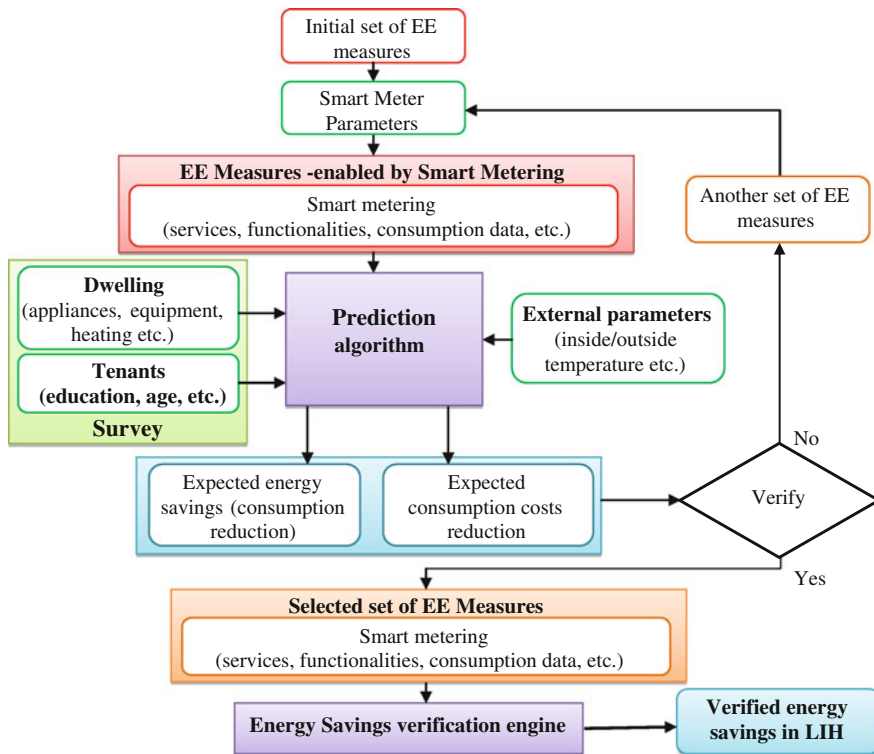 Initial set of EE
measures
Smart Meter
Parameters
EE Measures -enabled by Smart Metering
Smart metering
(services, functionalities, consumption data, etc.)
Another set of EE
measures
Dwelling
(appliances, equipment,
heating etc.)
Tenants
(education, age, etc.)
Survey
Prediction
algorithm
External parameters
(inside/outside
temperature etc.)
Expected energy
savings (consumption
reduction)
Expected
consumption costs
reduction
No
Verify
Yes
Selected set of EE Measures
Smart metering
(services, functionalities, consumption data, etc.)
Energy Savings verification engine
Verified energy
savings in LIH